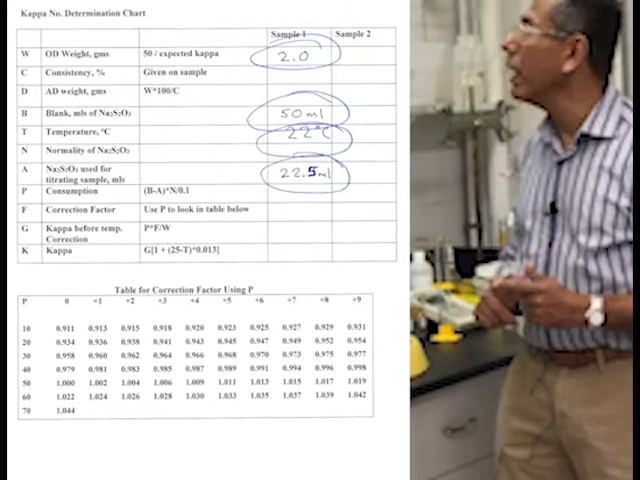 Kappa No. Determination Chart
Sample 1 Sample 2
W OD Weight, gms 50 / expected kappa 2.0
C Consistency, % Given on sample
D AD weight, gms W*100/C
B Blank, mls of Na₂S₂O₃ 50 ml
T Temperature, °C 22°C
N Normality of Na₂S₂O₃
A Na₂S₂O₃ used for
titrating sample, mls 22.5 ml
P Consumption (B-A)*N/0.1
F Correction Factor Use P to look in table below
G Kappa before temp. P*F/W
Correction
K Kappa G[1 + (25-T)*0.013]
Table for Correction Factor Using P
P 0 +1 +2 +3 +4 +5 +6 +7 +8 +9
10 0.911 0.913 0.915 0.918 0.920 0.923 0.925 0.927 0.929 0.931
20 0.934 0.936 0.938 0.941 0.943 0.945 0.947 0.949 0.952 0.954
30 0.958 0.960 0.962 0.964 0.966 0.968 0.970 0.973 0.975 0.977
40 0.979 0.981 0.983 0.985 0.987 0.989 0.991 0.994 0.996 0.998
50 1.000 1.002 1.004 1.006 1.009 1.011 1.013 1.015 1.017 1.019
60 1.022 1.024 1.026 1.028 1.030 1.033 1.035 1.037 1.039 1.042
70 1.044